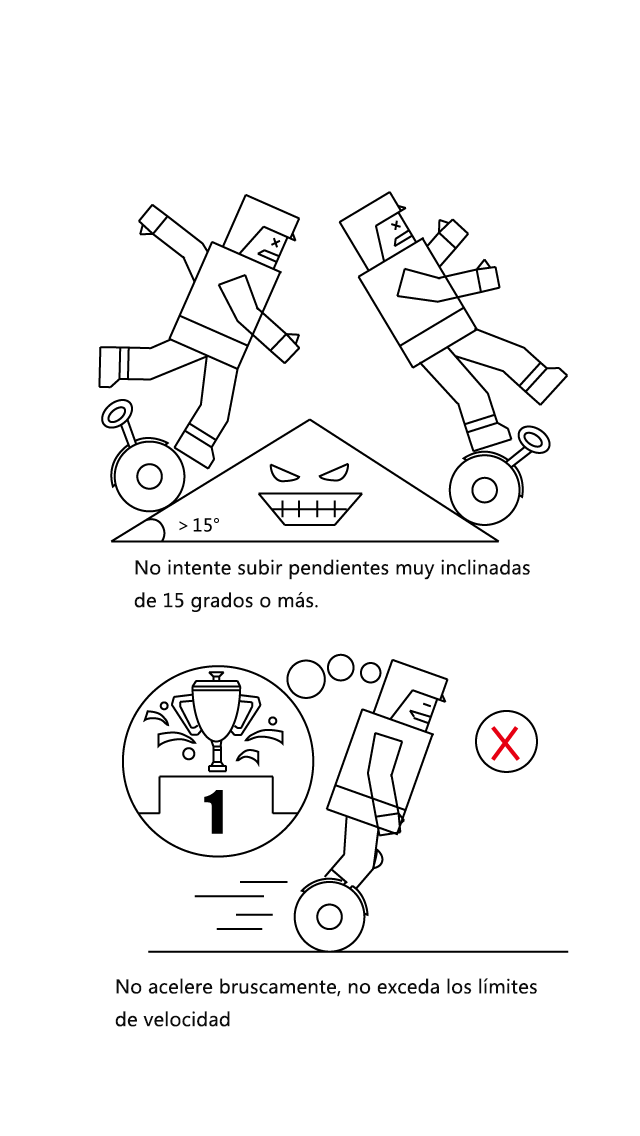 > 15°
No intente subir pendientes muy inclinadas
de 15 grados o más.
1
No acelere bruscamente, no exceda los límites
de velocidad